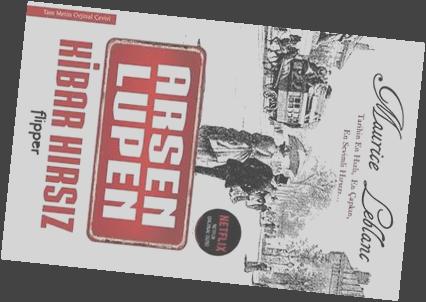 Maurice Leblanc
Tarihin En Hızlı, En Çapkın,
En Sevimli Hırsızı...
NETFLIX
ARSEN
LUPEN
KİBAR HIRSIZ
flipper
Tam Metin Orijinal Çeviri